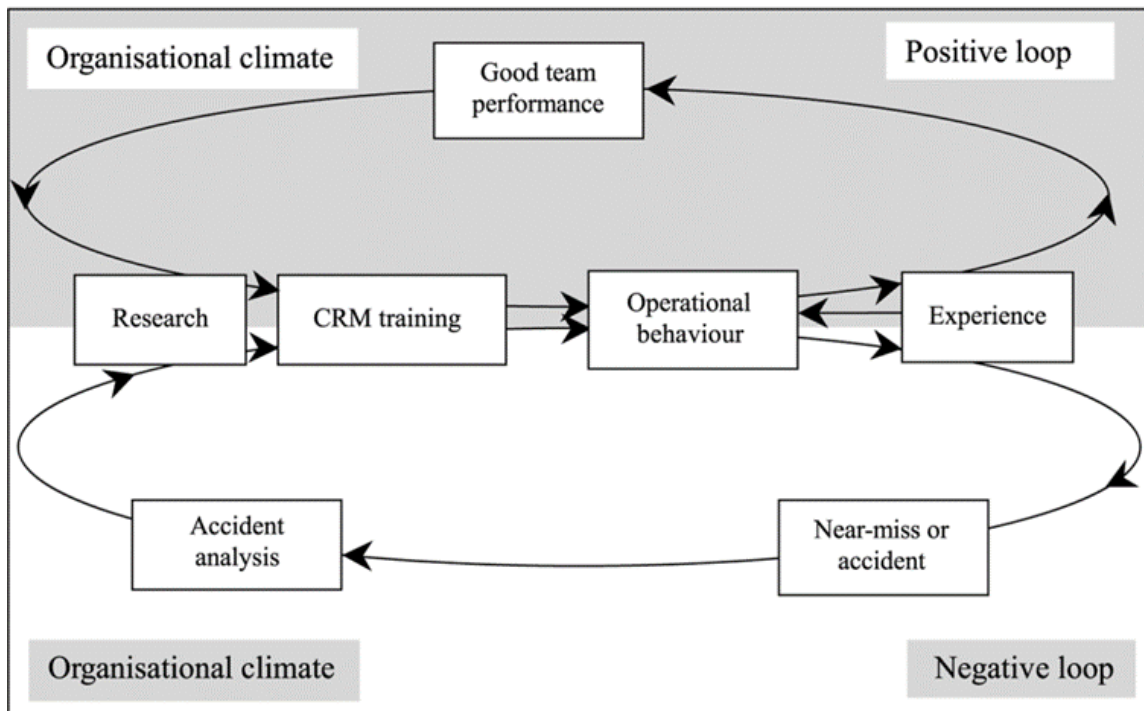 Organisational climate
Positive loop
Good team
performance
Research
CRM training
Operational
behaviour
Experience
Accident
analysis
Near-miss or
accident
Organisational climate
Negative loop